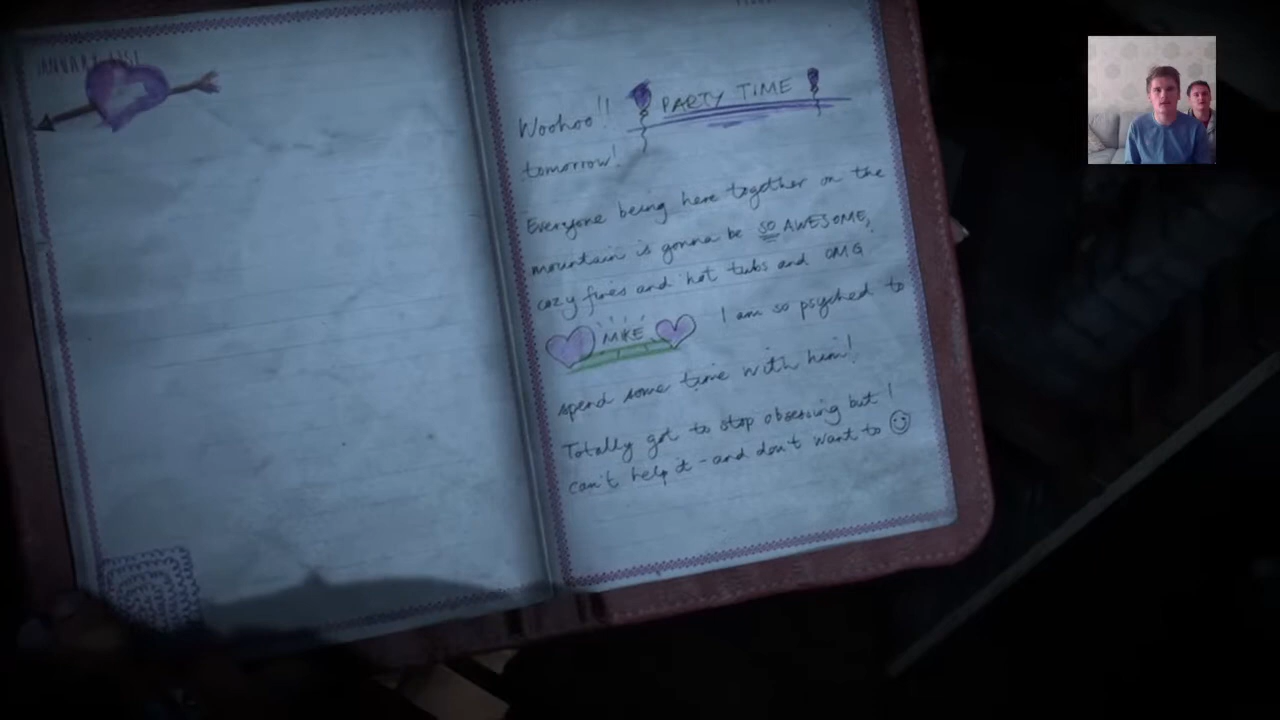 JANUARY 31ST
Woohoo!! PARTY TIME
tomorrow!
Everyone being here together on the
mountain is gonna be SO AWESOME,
cozy fires and hot tubs and OMG
MIKE I am so psyched to
spend some time with him!
Totally got to stop obsessing but I
can't help it - and don't want to